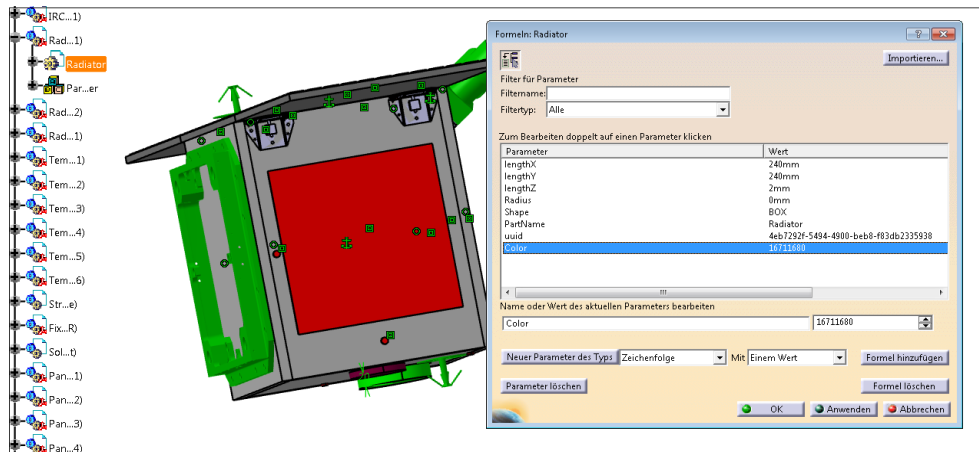 IRC...1)
Rad...1)
Radiator
Par...er
Rad...2)
Rad...1)
Tem...1)
Tem...2)
Tem...3)
Tem...4)
Tem...5)
Tem...6)
Str...e)
Fix...R)
Sol...t)
Pan...1)
Pan...2)
Pan...3)
Pan...4)
Formeln: Radiator
Importieren...
Filter für Parameter
Filtername:
Filtertyp: Alle
Zum Bearbeiten doppelt auf einen Parameter klicken
Parameter Wert
lengthX 240mm
lengthY 240mm
lengthZ 2mm
Radius 0mm
Shape BOX
PartName Radiator
uuid 4eb7292f-5494-4900-beb8-f83db2335938
Color 16711680
Name oder Wert des aktuellen Parameters bearbeiten
Color 16711680
Neuer Parameter des Typs Zeichenfolge Mit Einem Wert Formel hinzufügen
Parameter löschen Formel löschen
OK Anwenden Abbrechen